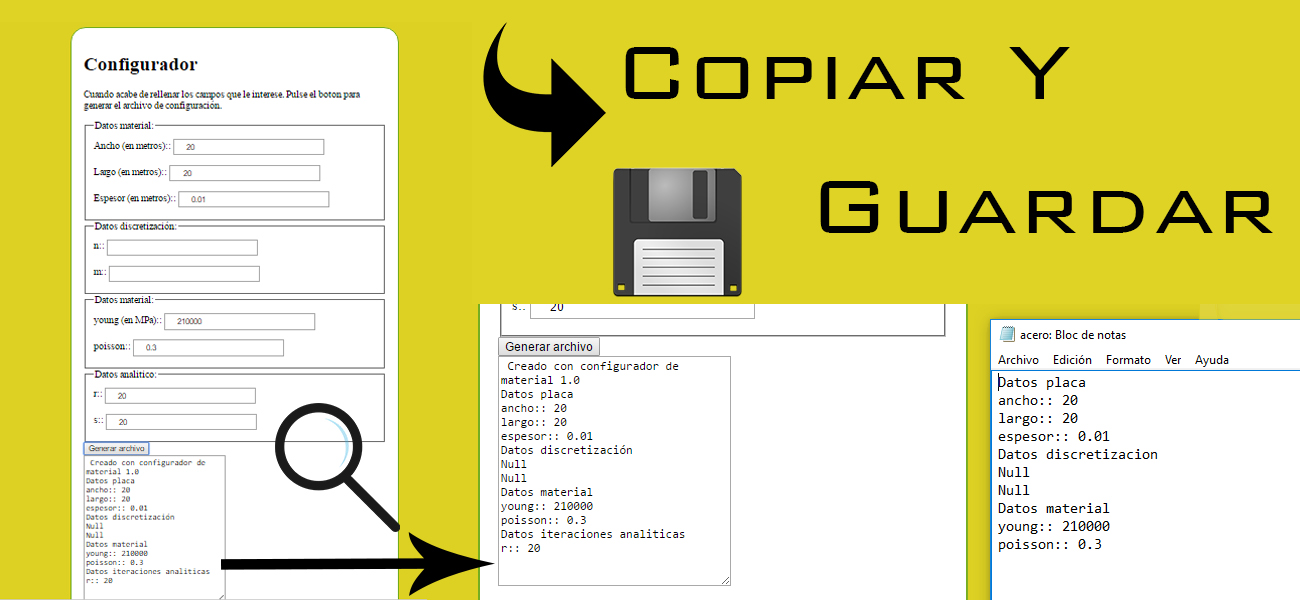 Configurador
Cuando acabe de rellenar los campos que le interese. Pulse el boton para
generar el archivo de configuración.
Datos material:
Ancho (en metros):: 20
Largo (en metros):: 20
Espesor (en metros):: 0.01
Datos discretización:
n::
m::
Datos material:
young (en MPa):: 210000
poisson:: 0.3
Datos analitico:
r:: 20
s:: 20
Generar archivo
Creado con configurador de
material 1.0
Datos placa
ancho:: 20
largo:: 20
espesor:: 0.01
Datos discretización
Null
Null
Datos material
young:: 210000
poisson:: 0.3
Datos iteraciones analiticas
r:: 20
Copiar Y
Guardar
s:: 20
Generar archivo
Creado con configurador de
material 1.0
Datos placa
ancho:: 20
largo:: 20
espesor:: 0.01
Datos discretización
Null
Null
Datos material
young:: 210000
poisson:: 0.3
Datos iteraciones analiticas
r:: 20
acero: Bloc de notas
Archivo Edición Formato Ver Ayuda
Datos placa
ancho:: 20
largo:: 20
espesor:: 0.01
Datos discretizacion
Null
Null
Datos material
young:: 210000
poisson:: 0.3